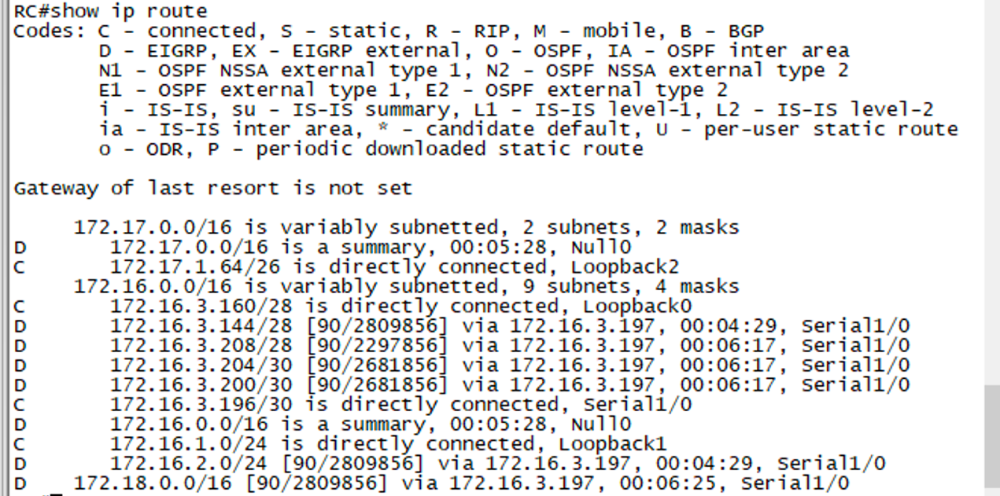 RC#show ip route
Codes: C - connected, S - static, R - RIP, M - mobile, B - BGP
D - EIGRP, EX - EIGRP external, O - OSPF, IA - OSPF inter area
N1 - OSPF NSSA external type 1, N2 - OSPF NSSA external type 2
E1 - OSPF external type 1, E2 - OSPF external type 2
i - IS-IS, su - IS-IS summary, L1 - IS-IS level-1, L2 - IS-IS level-2
ia - IS-IS inter area, * - candidate default, U - per-user static route
o - ODR, P - periodic downloaded static route
Gateway of last resort is not set
172.17.0.0/16 is variably subnetted, 2 subnets, 2 masks
D 172.17.0.0/16 is a summary, 00:05:28, Null0
C 172.17.1.64/26 is directly connected, Loopback2
172.16.0.0/16 is variably subnetted, 9 subnets, 4 masks
C 172.16.3.160/28 is directly connected, Loopback0
D 172.16.3.144/28 [90/2809856] via 172.16.3.197, 00:04:29, Serial1/0
D 172.16.3.208/28 [90/2297856] via 172.16.3.197, 00:06:17, Serial1/0
D 172.16.3.204/30 [90/2681856] via 172.16.3.197, 00:06:17, Serial1/0
D 172.16.3.200/30 [90/2681856] via 172.16.3.197, 00:06:17, Serial1/0
C 172.16.3.196/30 is directly connected, Serial1/0
D 172.16.0.0/16 is a summary, 00:05:28, Null0
C 172.16.1.0/24 is directly connected, Loopback1
D 172.16.2.0/24 [90/2809856] via 172.16.3.197, 00:04:29, Serial1/0
D 172.18.0.0/16 [90/2809856] via 172.16.3.197, 00:06:25, Serial1/0